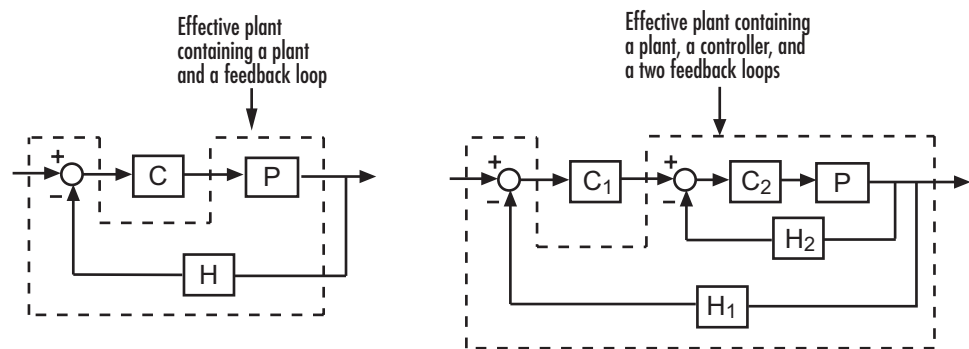 Effective plant
containing a plant
and a feedback loop
+
−
C
P
H
Effective plant containing
a plant, a controller, and
a two feedback loops
+
−
C₁
+
−
C₂
P
H₂
H₁